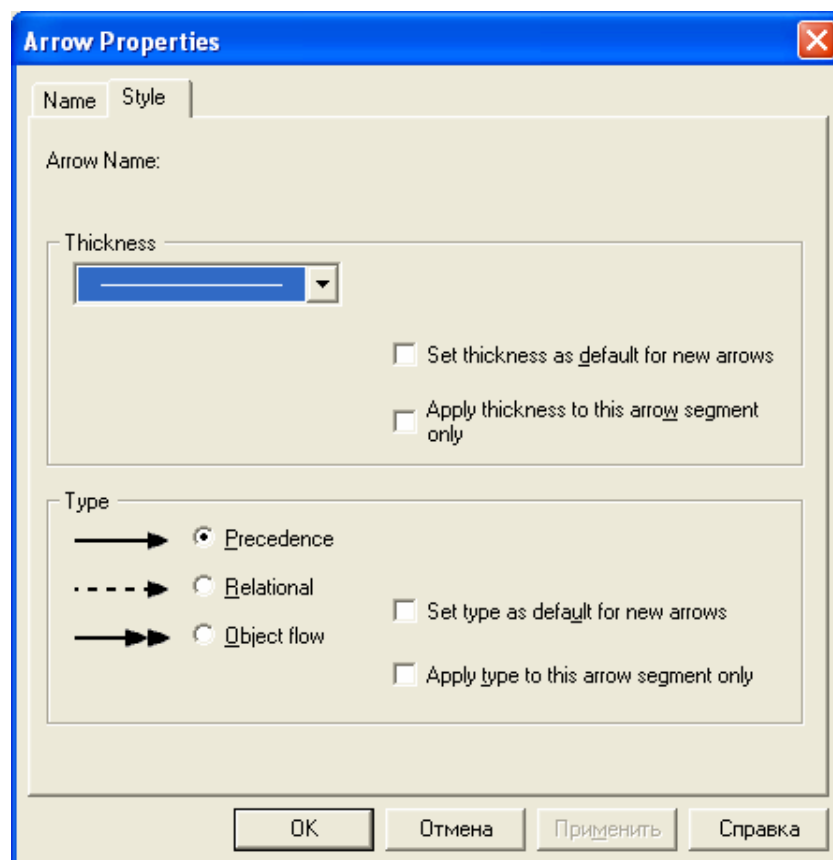 Arrow Properties
Name Style
Arrow Name:
Thickness
Set thickness as default for new arrows
Apply thickness to this arrow segment
only
Type
Precedence
Relational
Set type as default for new arrows
Object flow
Apply type to this arrow segment only
OK Отмена Применить Справка